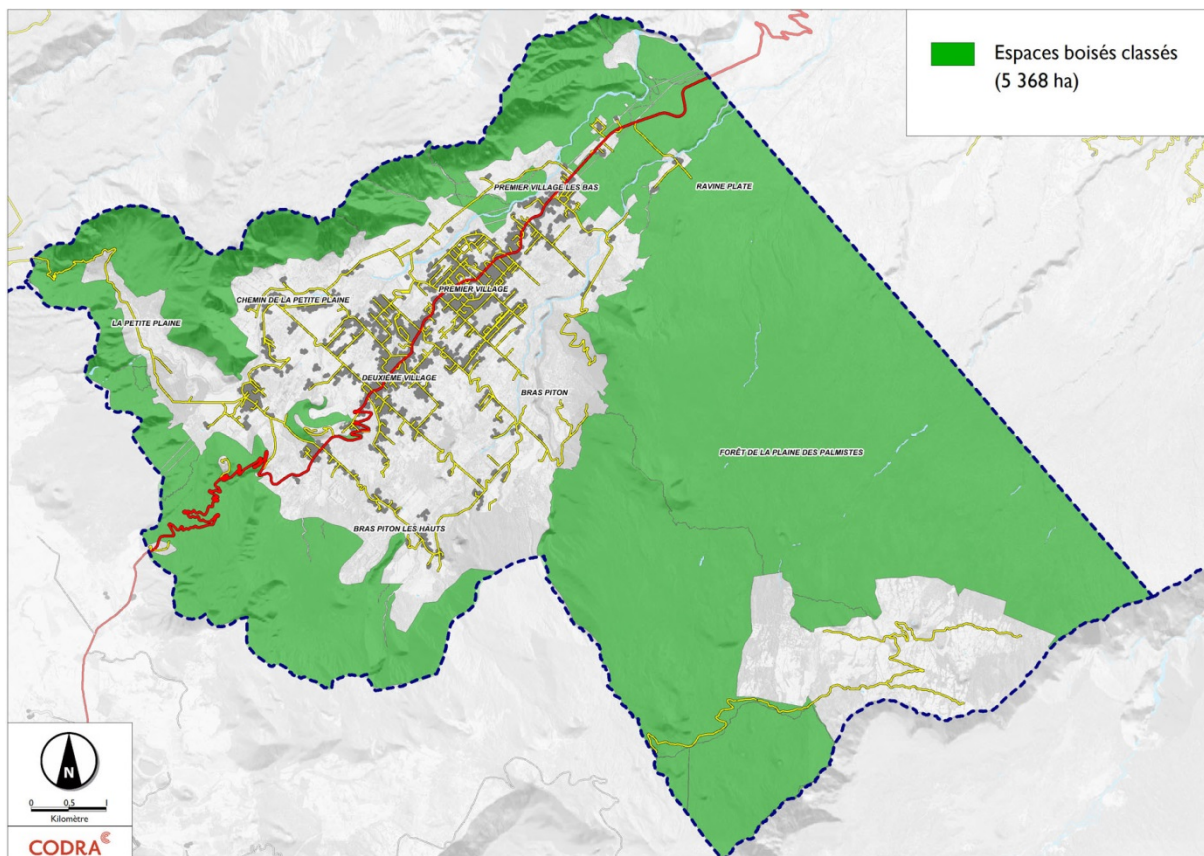 Espaces boisés classés
(5 368 ha)
PREMIER VILLAGE LES BAS
RAVINE PLATE
PREMIER VILLAGE
CHEMIN DE LA PETITE PLAINE
LA PETITE PLAINE
DEUXIÈME VILLAGE
BRAS PITON
FORÊT DE LA PLAINE DES PALMISTES
BRAS PITON LES HAUTS
N
0 0,5 1
Kilomètre
CODRA